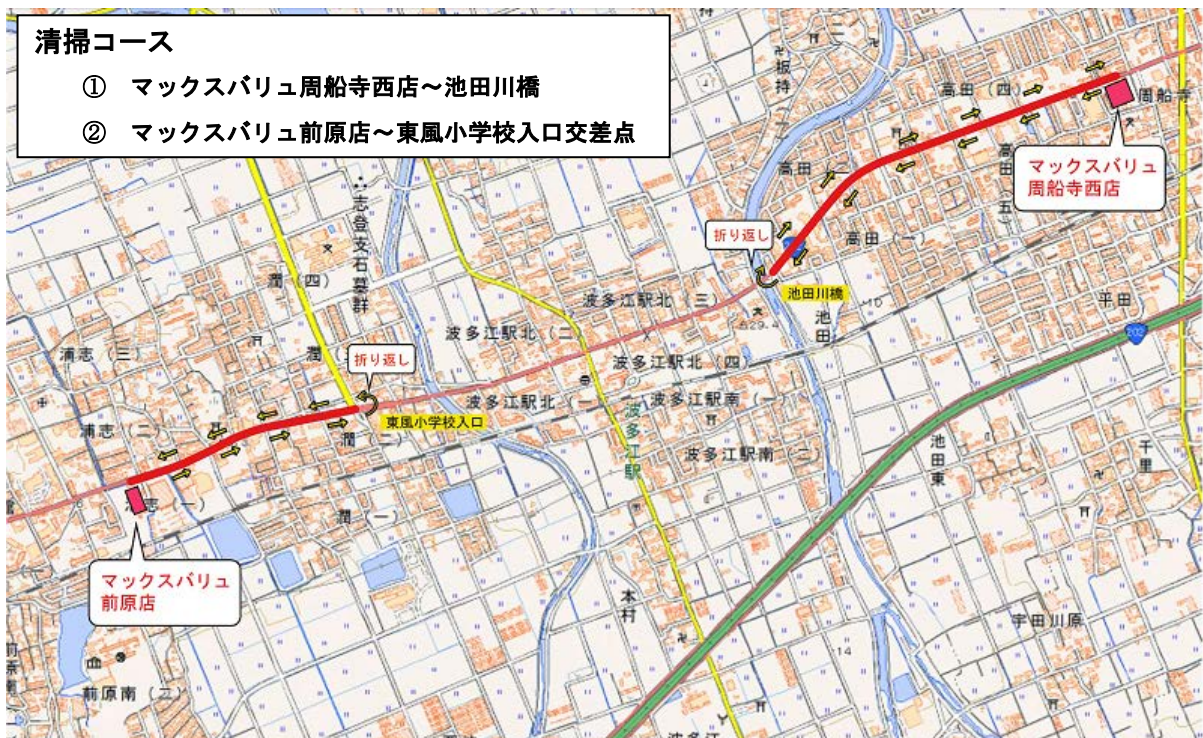 清掃コース
① マックスバリュ周船寺西店~池田川橋
② マックスバリュ前原店~東風小学校入口交差点
高田(四)
周船寺
マックスバリュ
周船寺西店
高田(五)
高田(一)
折り返し
池田川橋
池田
平田
202
波多江駅北(三)
波多江駅北(二)
波多江駅北(四)
波多江駅北(一)
波多江駅南(一)
波多江駅南(二)
波多江駅
志登支石墓群
潤(四)
浦志(三)
折り返し
東風小学校入口
浦志(二)
潤(二)
潤(一)
マックスバリュ
前原店
前原南(二)
本村
池田東
千里
宇田川原